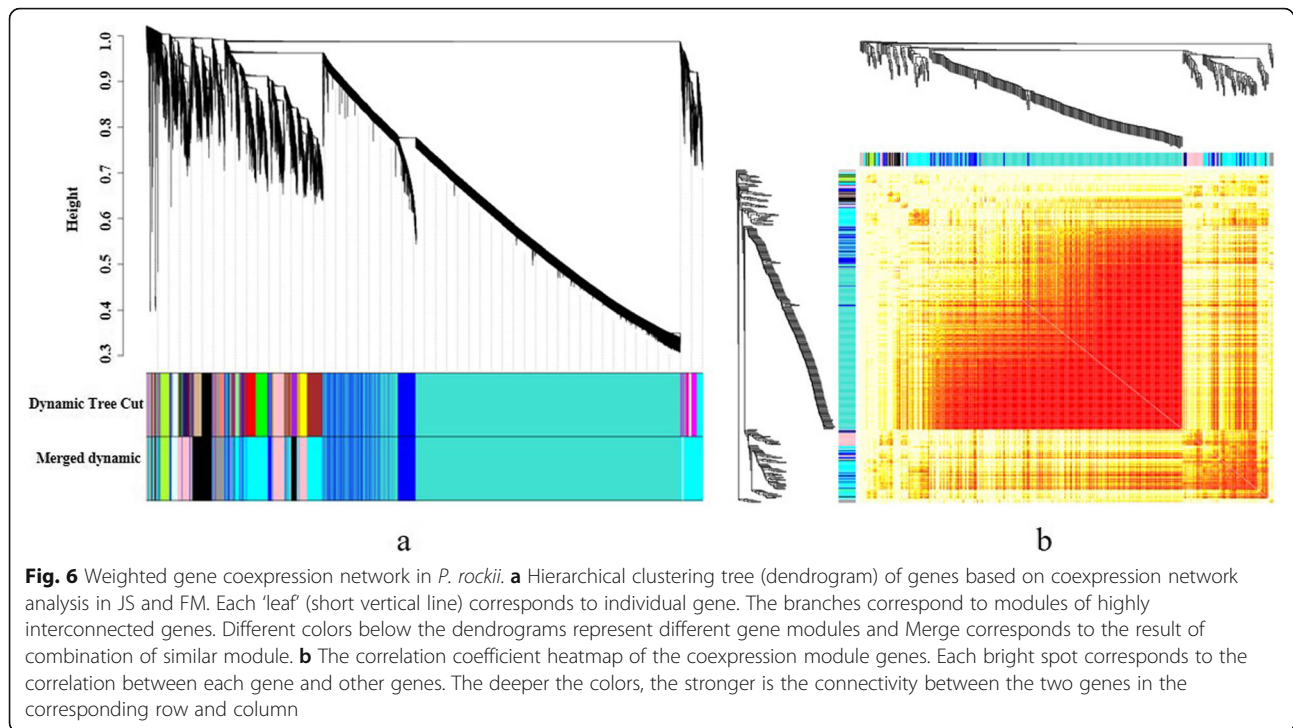 Height
1.0
0.9
0.8
0.7
0.6
0.5
0.4
0.3
Dynamic Tree Cut
Merged dynamic
a
b
Fig. 6 Weighted gene coexpression network in P. rockii. a Hierarchical clustering tree (dendrogram) of genes based on coexpression network
analysis in JS and FM. Each ‘leaf’ (short vertical line) corresponds to individual gene. The branches correspond to modules of highly
interconnected genes. Different colors below the dendrograms represent different gene modules and Merge corresponds to the result of
combination of similar module. b The correlation coefficient heatmap of the coexpression module genes. Each bright spot corresponds to the
correlation between each gene and other genes. The deeper the colors, the stronger is the connectivity between the two genes in the
corresponding row and column